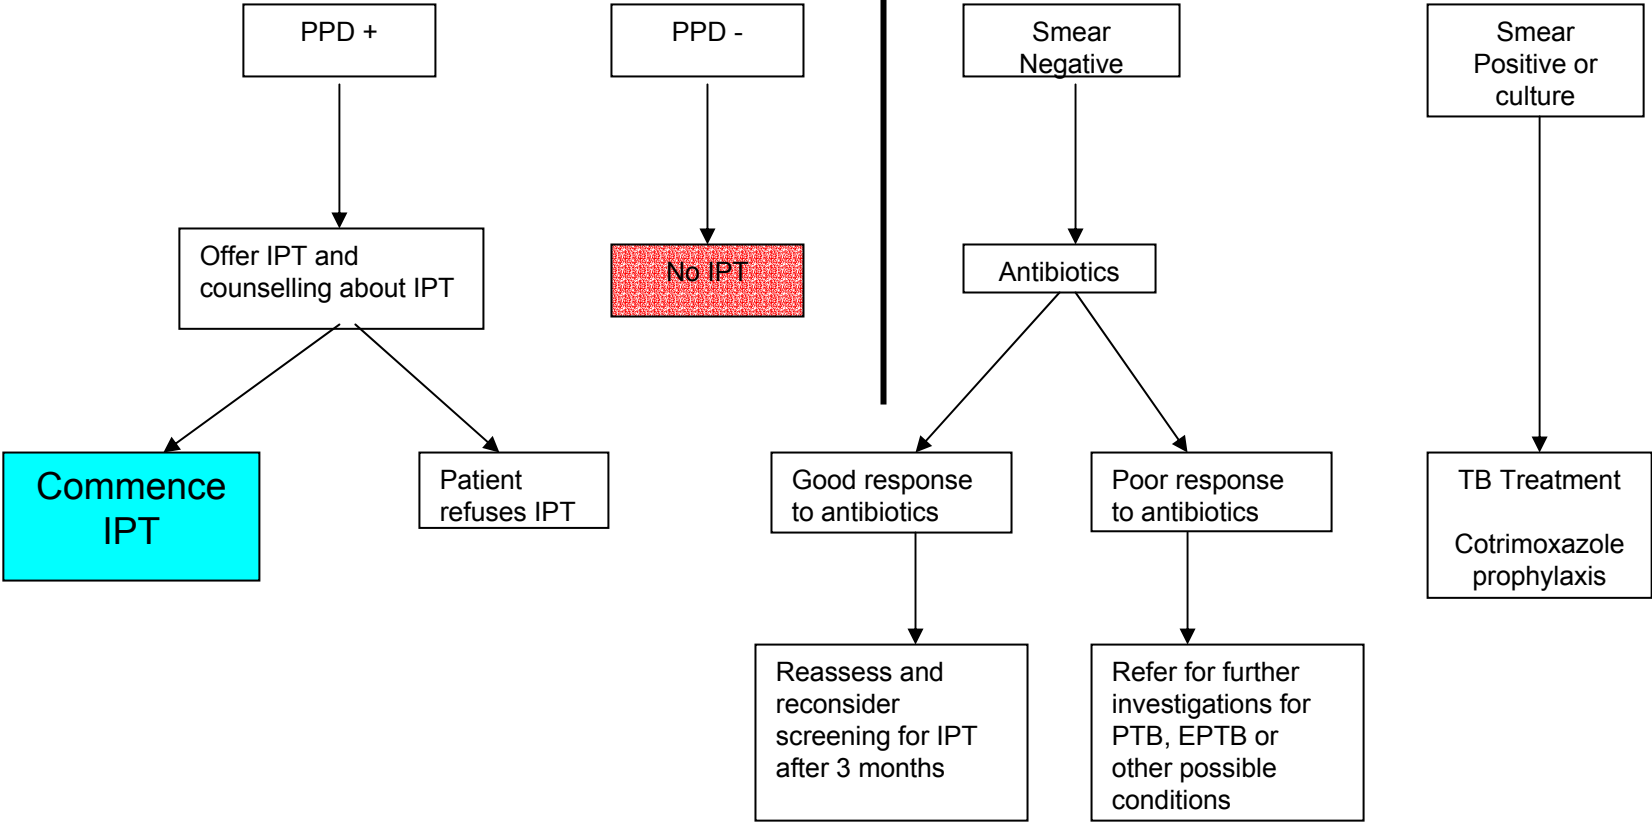 PPD +
PPD -
Smear
Negative
Smear
Positive or
culture
Offer IPT and
counselling about IPT
No IPT
Antibiotics
Commence
IPT
Patient
refuses IPT
Good response
to antibiotics
Poor response
to antibiotics
TB Treatment
Cotrimoxazole
prophylaxis
Reassess and
reconsider
screening for IPT
after 3 months
Refer for further
investigations for
PTB, EPTB or
other possible
conditions